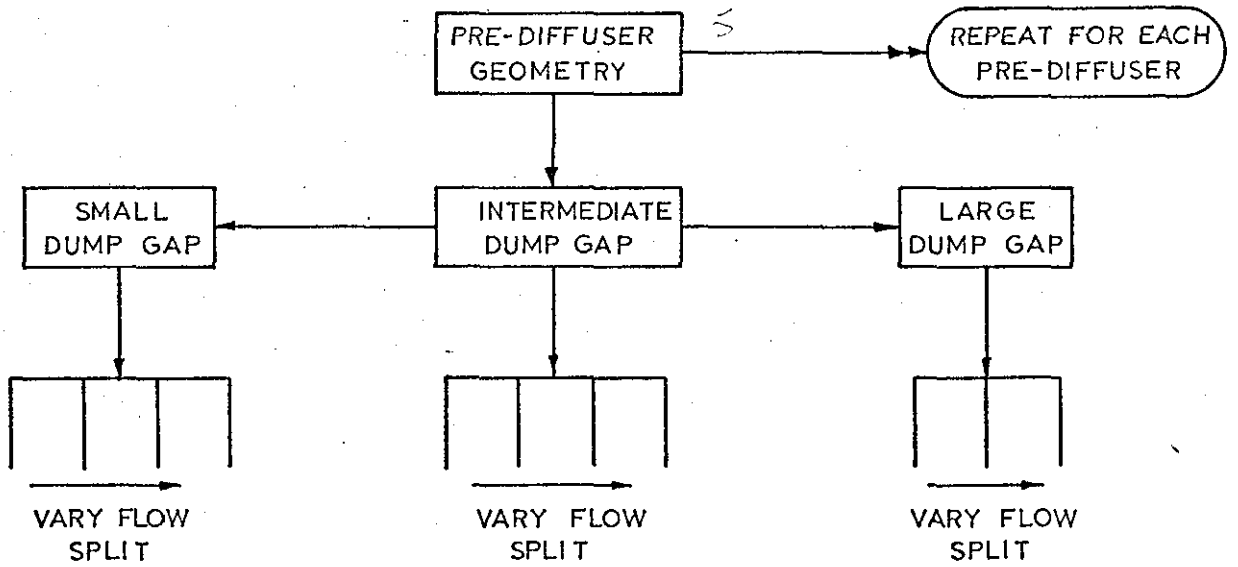 PRE-DIFFUSER
GEOMETRY
REPEAT FOR EACH
PRE-DIFFUSER
SMALL
DUMP GAP
INTERMEDIATE
DUMP GAP
LARGE
DUMP GAP
VARY FLOW
SPLIT
VARY FLOW
SPLIT
VARY FLOW
SPLIT